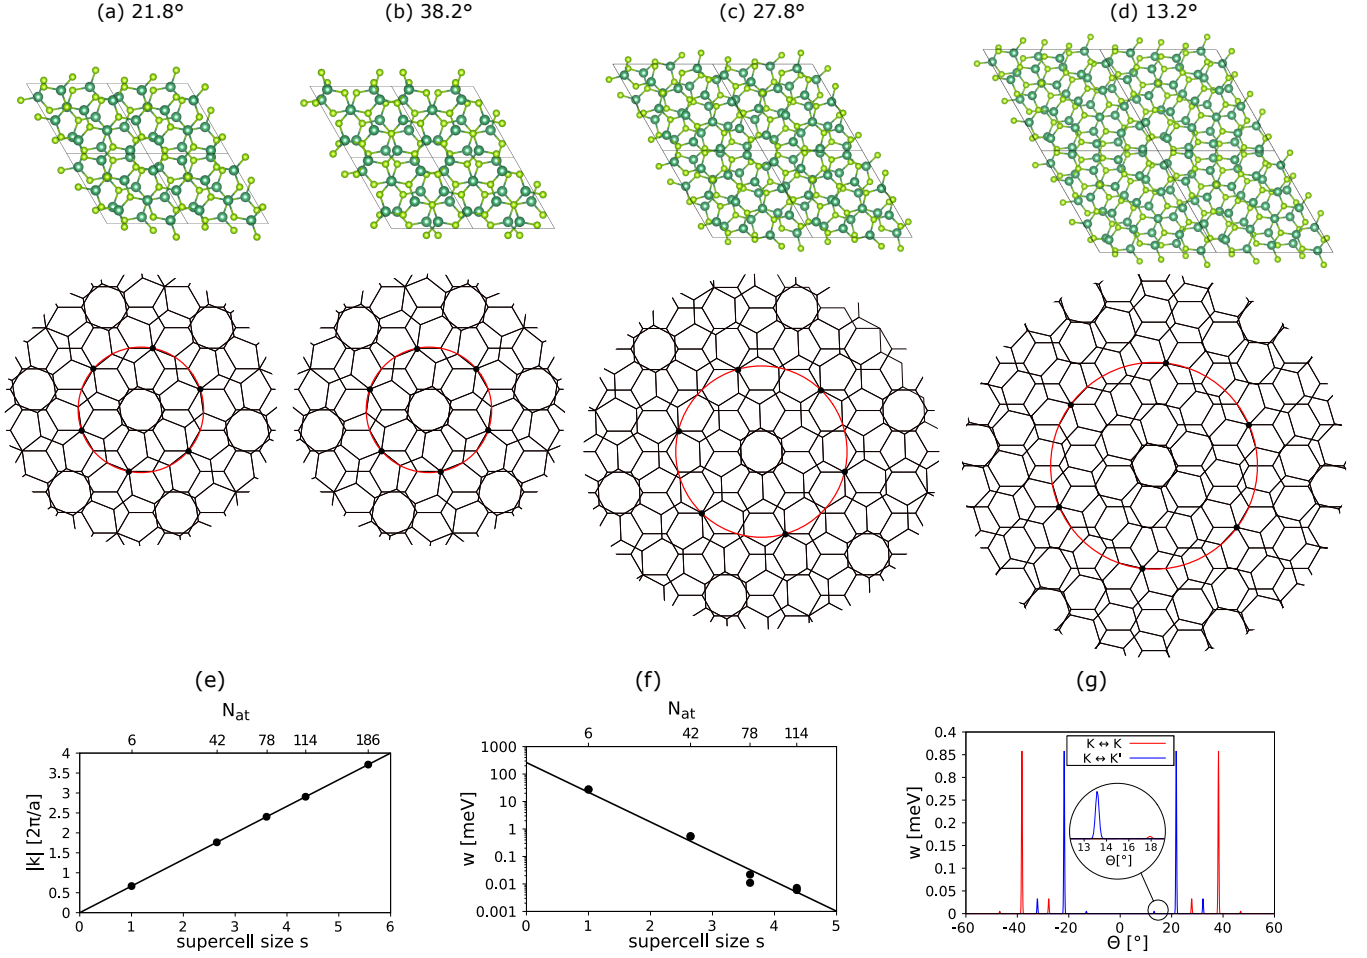 (a) 21.8°
(b) 38.2°
(c) 27.8°
(d) 13.2°
(e)
N_at
6 42 78 114 186
|k| [2π/a]
4
3.5
3
2.5
2
1.5
1
0.5
0
0 1 2 3 4 5 6
supercell size s
(f)
N_at
6 42 78 114
w [meV]
1000
100
10
1
0.1
0.01
0.001
0 1 2 3 4 5
supercell size s
(g)
w [meV]
0.4
0.85
0.8
0.25
0.2
0.15
0.1
0.05
0
K ↔ K
K ↔ K'
13 14 16 18
Θ[°]
-60 -40 -20 0 20 40 60
Θ [°]